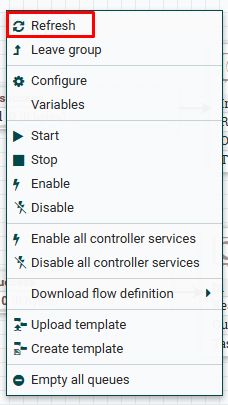 Refresh
Leave group
Configure
Variables
Start
Stop
Enable
Disable
Enable all controller services
Disable all controller services
Download flow definition
Upload template
Create template
Empty all queues